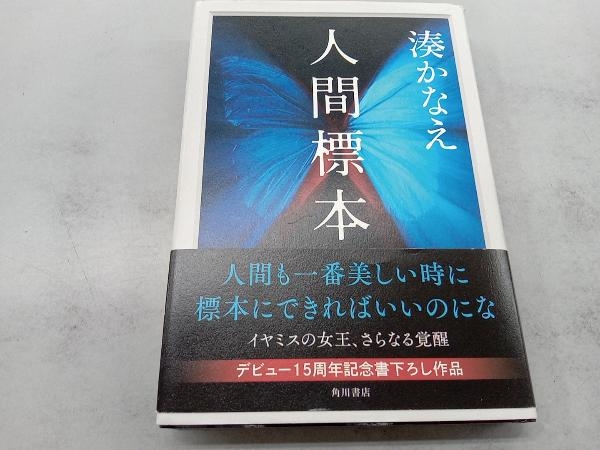 湊かなえ
人間標本
人間も一番美しい時に
標本にできればいいのにな
イヤミスの女王、さらなる覚醒
デビュー15周年記念書下ろし作品
角川書店